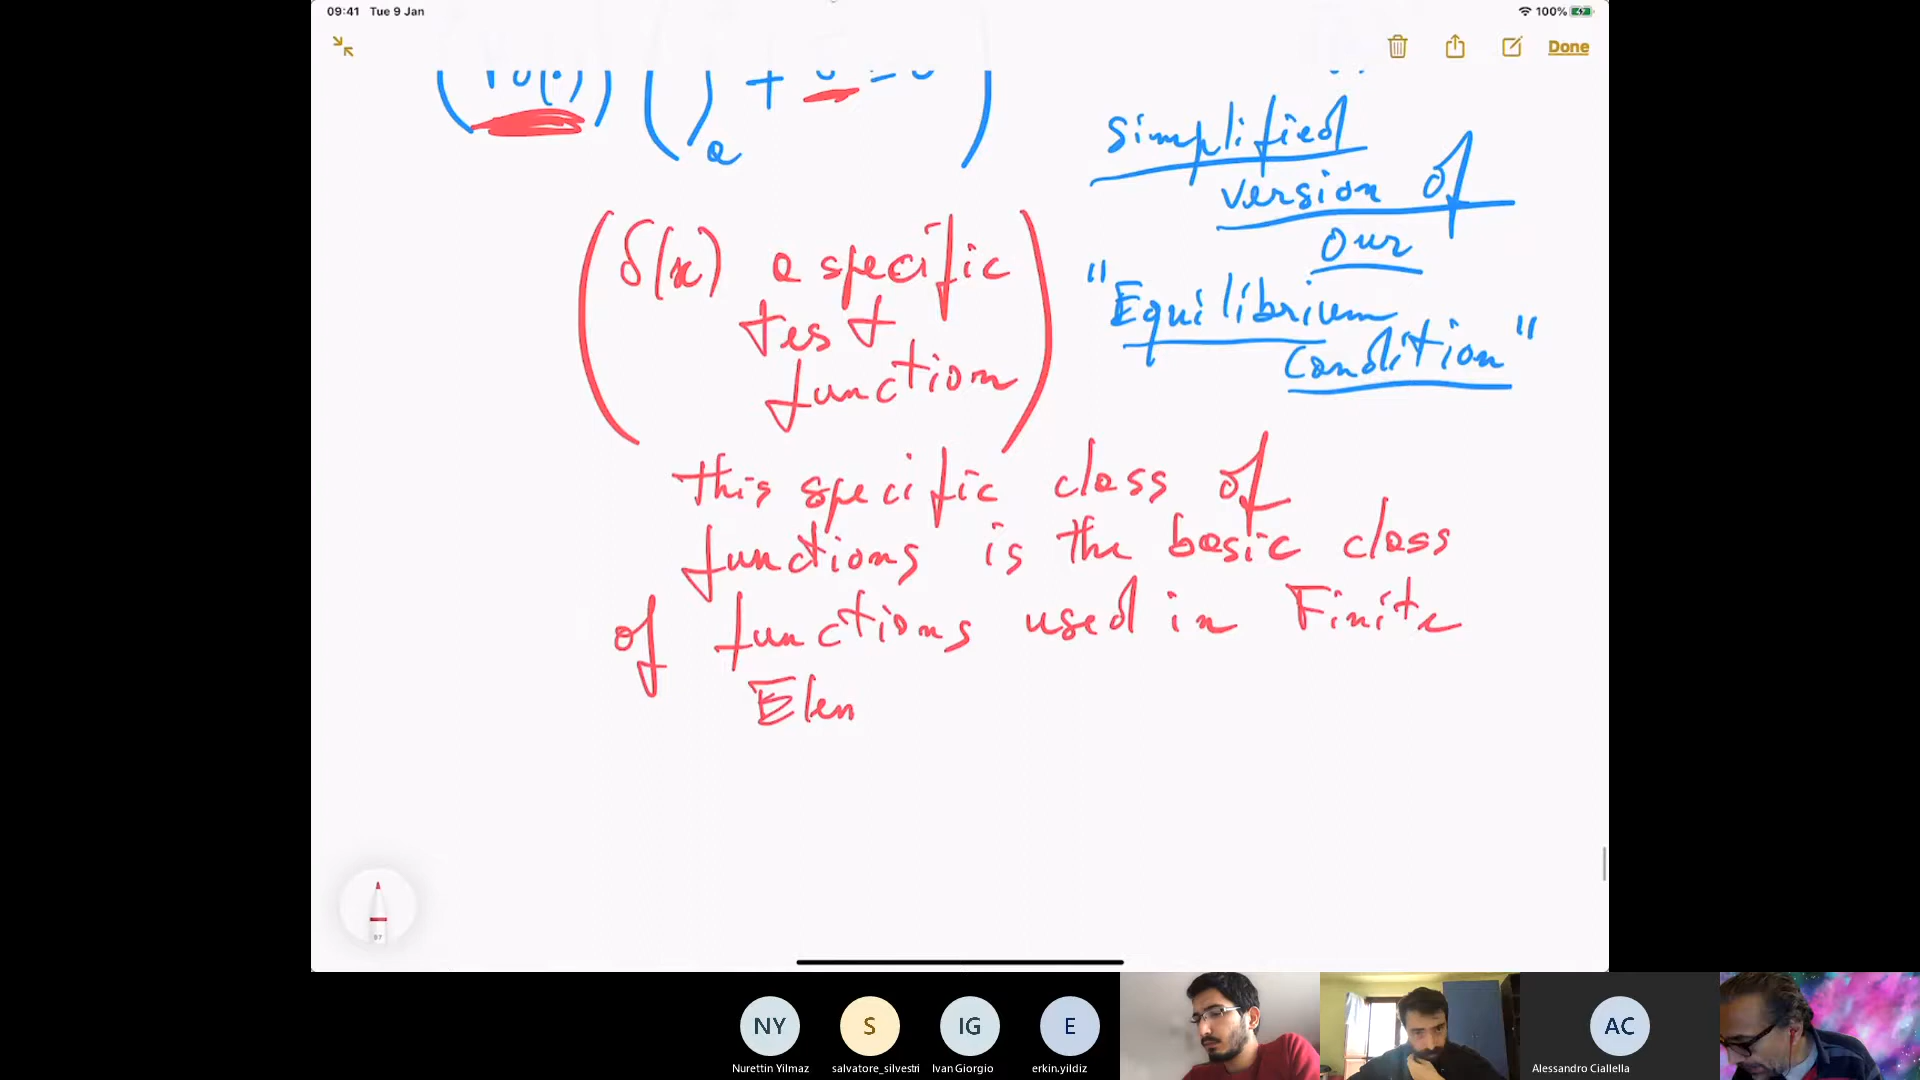 09:41 Tue 9 Jan
100%
Done
+
a
simplified
version of
our
"Equilibrium
condition"
δ(x) a specific
test
function
this specific class of
functions is the basic class
of functions used in Finite
Elem
97
NY
S
IG
E
AC
Nurettin Yilmaz
salvatore_silvestri
Ivan Giorgio
erkin.yildiz
Alessandro Ciallella